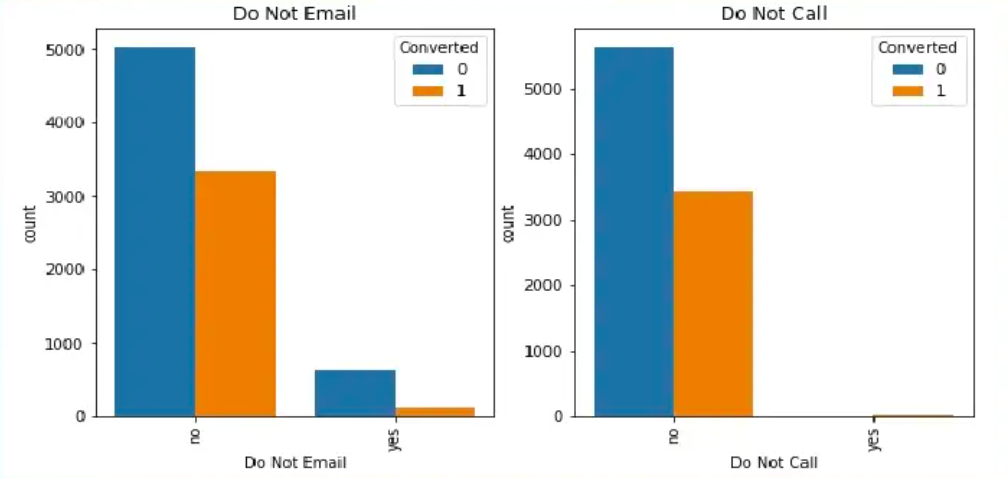 Do Not Email
Converted
0
1
5000
4000
3000
2000
1000
0
count
no
yes
Do Not Email
Do Not Call
Converted
0
1
5000
4000
3000
2000
1000
0
count
no
yes
Do Not Call